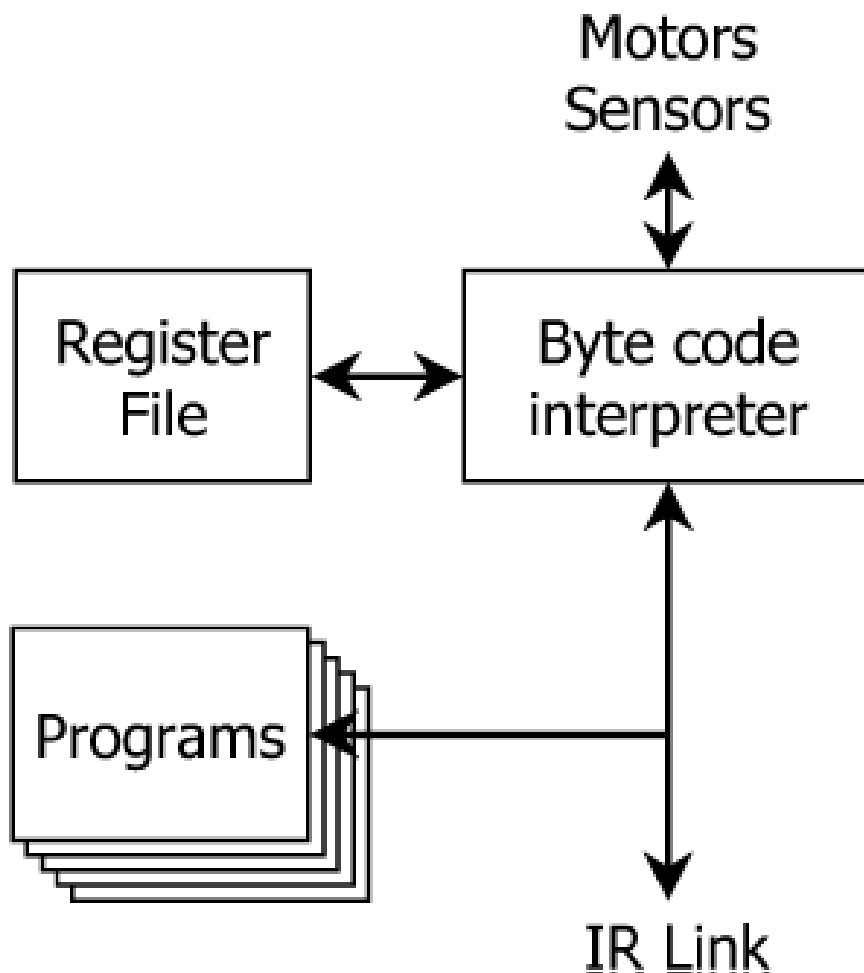 Motors
Sensors
Register
File
Byte code
interpreter
Programs
IR Link